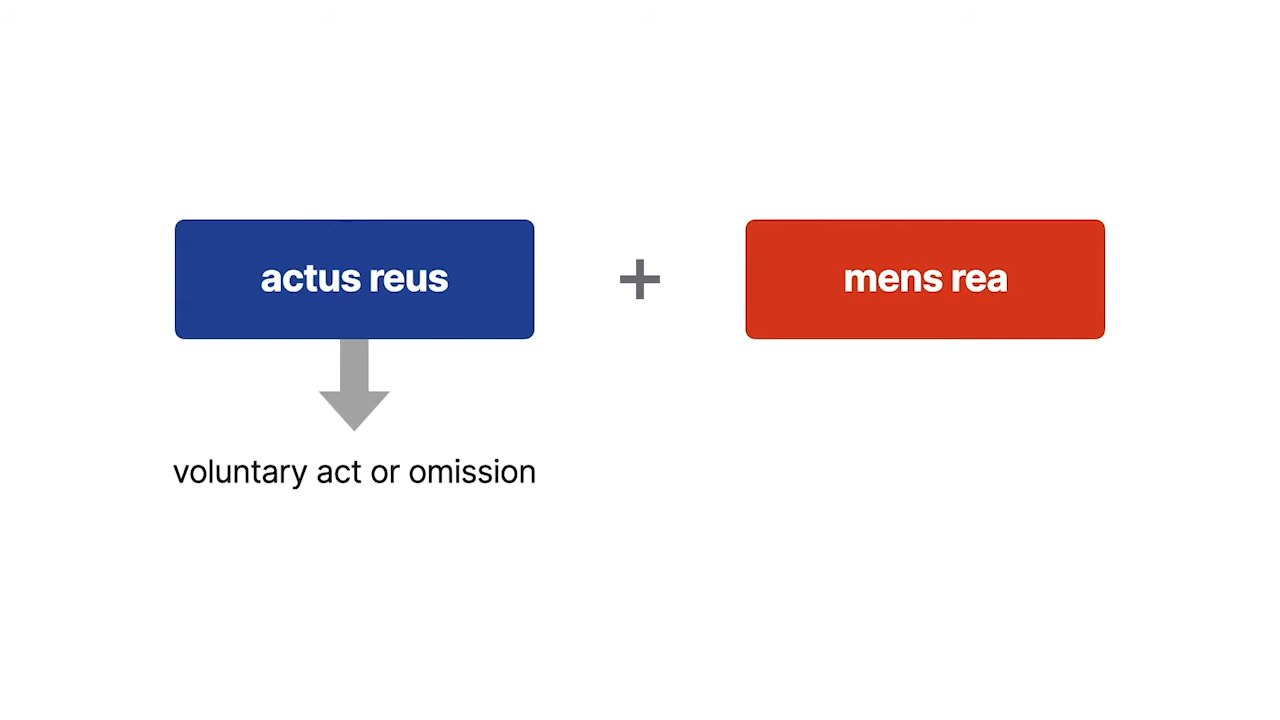 actus reus
+
mens rea
voluntary act or omission